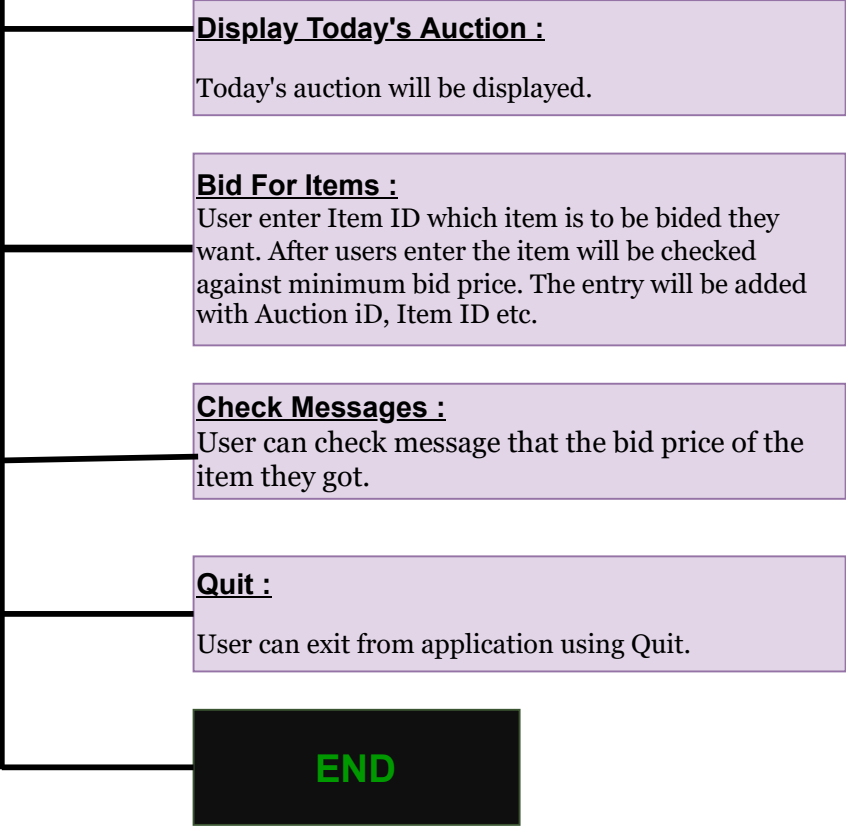 Display Today's Auction :
Today's auction will be displayed.
Bid For Items :
User enter Item ID which item is to be bided they
want. After users enter the item will be checked
against minimum bid price. The entry will be added
with Auction iD, Item ID etc.
Check Messages :
User can check message that the bid price of the
item they got.
Quit :
User can exit from application using Quit.
END